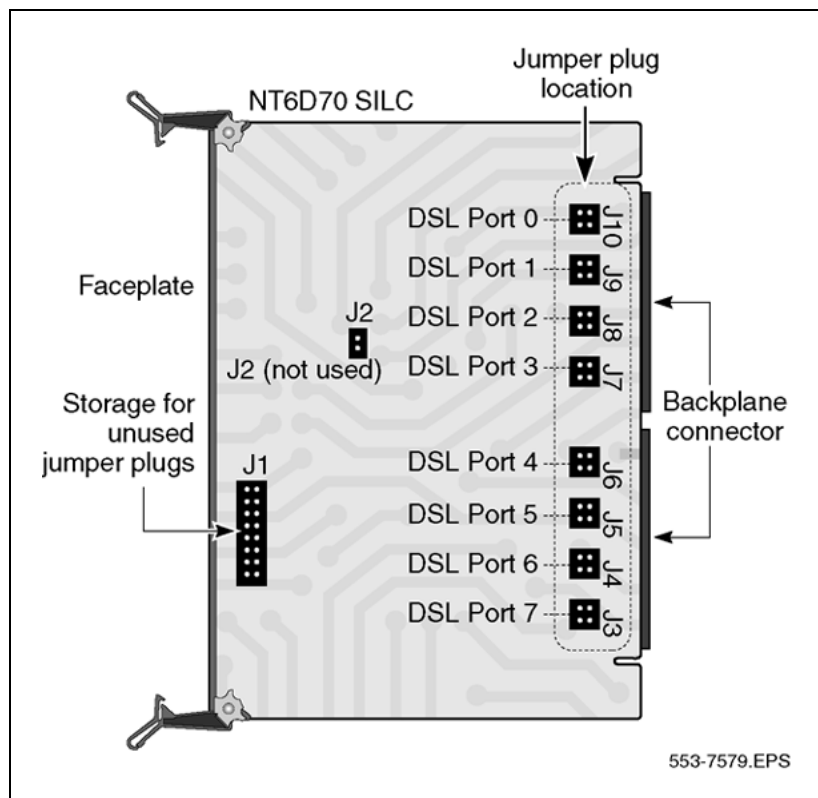 Jumper plug
location
NT6D70 SILC
DSL Port 0
J10
DSL Port 1
J9
Faceplate
DSL Port 2
J8
J2
J2 (not used)
DSL Port 3
J7
Storage for
unused
jumper plugs
Backplane
connector
J1
DSL Port 4
J6
DSL Port 5
J5
DSL Port 6
J4
DSL Port 7
J3
553-7579.EPS